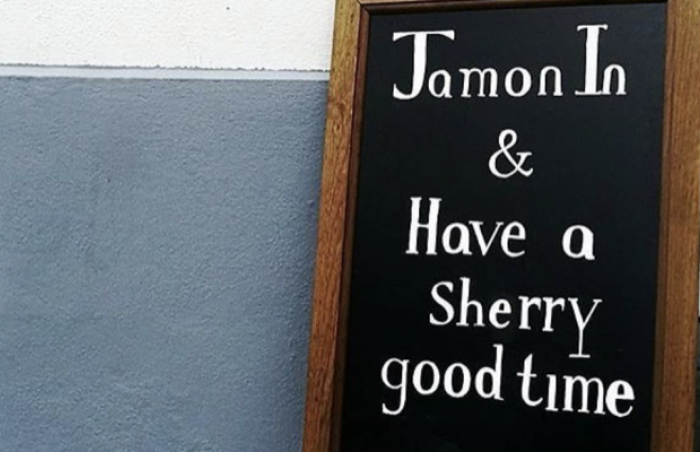 Jamon In
&
Have a
Sherry
good time